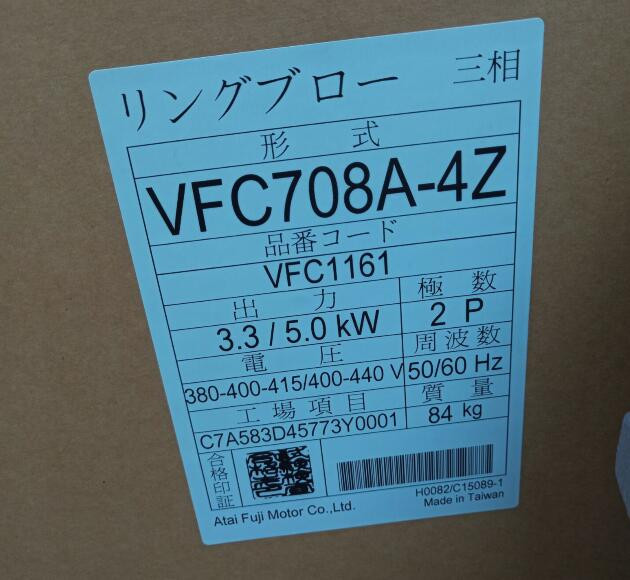 リングブロー 三相
形 式
VFC708A-4Z
品番コード
VFC1161
出 力 極 数
3.3 / 5.0 kW 2 P
電 圧 周波数
380-400-415/400-440 V 50/60 Hz
工場項目 質 量
C7A583D45773Y0001 84 kg
合格印証
H0082/C15089-1
Atai Fuji Motor Co.,Ltd. Made in Taiwan